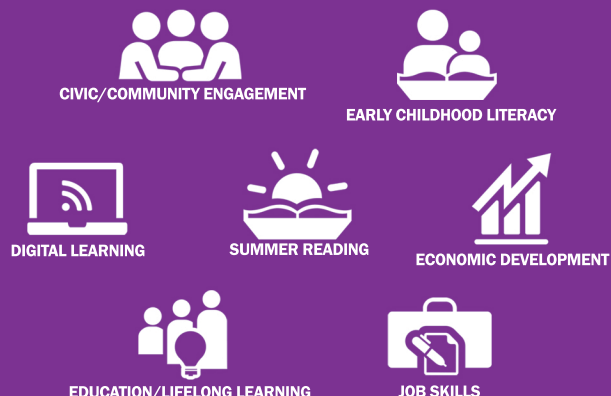 CIVIC/COMMUNITY ENGAGEMENT
EARLY CHILDHOOD LITERACY
DIGITAL LEARNING
SUMMER READING
ECONOMIC DEVELOPMENT
EDUCATION/LIFELONG LEARNING
JOB SKILLS